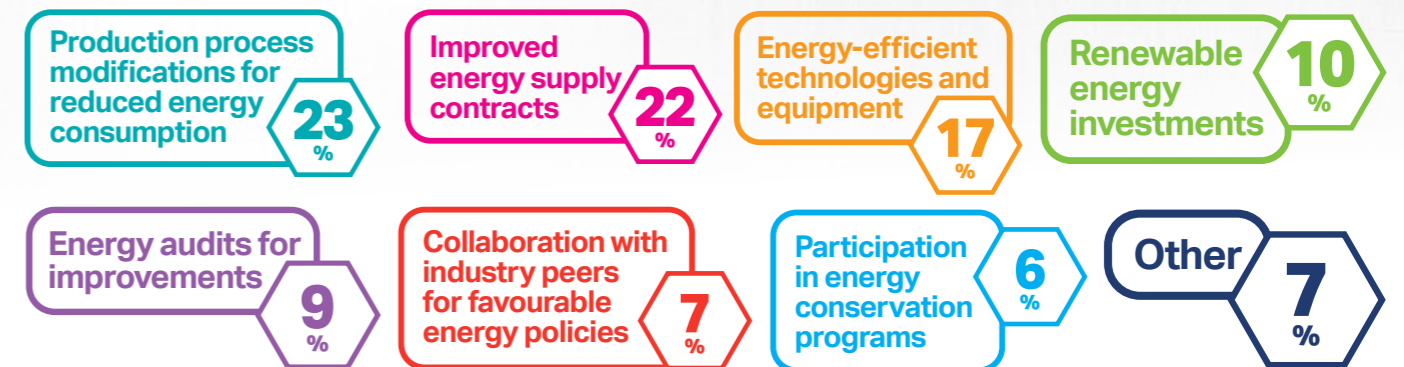 Production process
modifications for
reduced energy
consumption
23
%
Improved
energy supply
contracts
22
%
Energy-efficient
technologies and
equipment
17
%
Renewable
energy
investments
10
%
Energy audits for
improvements
9
%
Collaboration with
industry peers
for favourable
energy policies
7
%
Participation
in energy
conservation
programs
6
%
Other
7
%